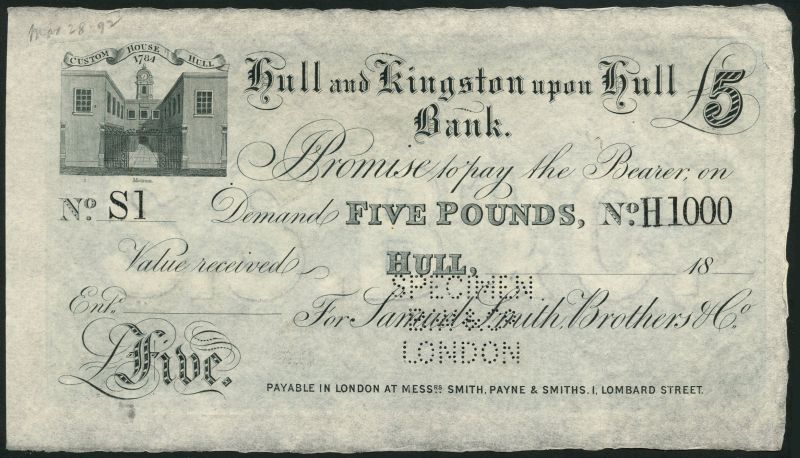 Mar 28. 92
CUSTOM HOUSE HULL
1784
Hull and Kingston upon Hull £5
Bank.
I Promise to pay the Bearer, on
No. S1 Demand FIVE POUNDS, No. H1000
Value received HULL, 18
SPECIMEN
Entd. For Samuel Smith, Brothers & Co.
LONDON
£Five.
PAYABLE IN LONDON AT MESSRS. SMITH, PAYNE & SMITHS. 1, LOMBARD STREET.